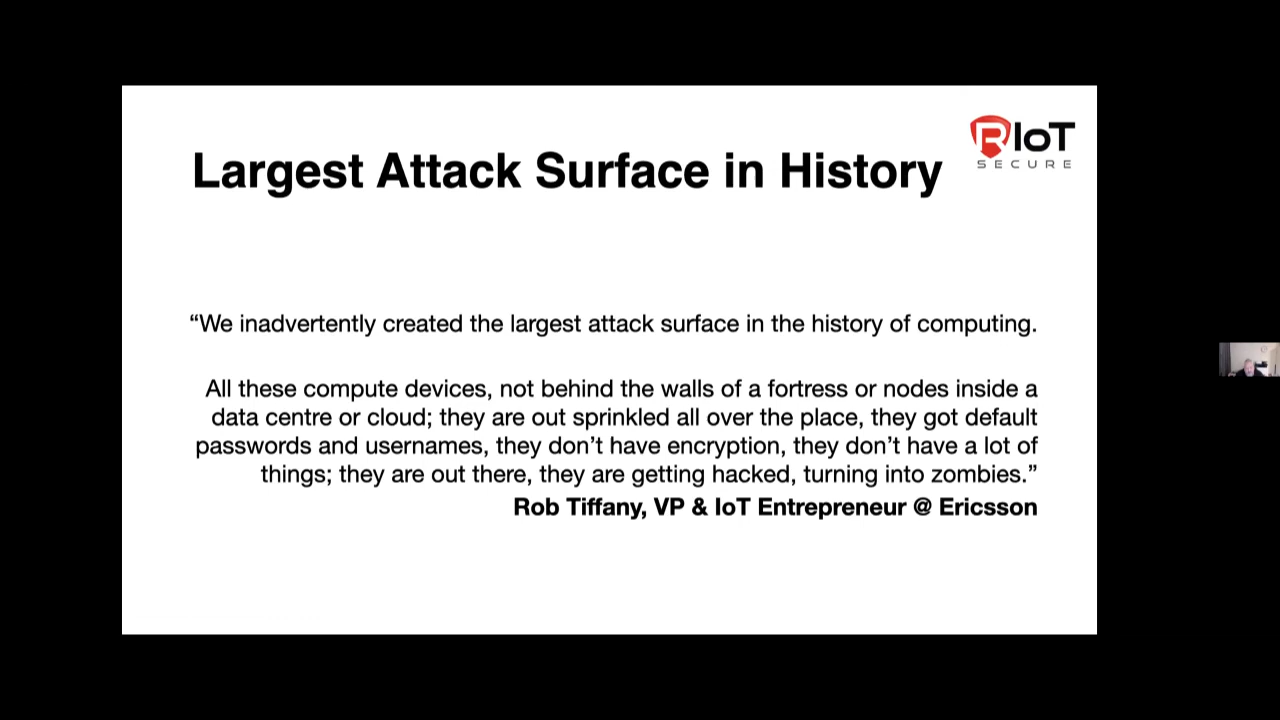 RIoT
SECURE
Largest Attack Surface in History
“We inadvertently created the largest attack surface in the history of computing.
All these compute devices, not behind the walls of a fortress or nodes inside a
data centre or cloud; they are out sprinkled all over the place, they got default
passwords and usernames, they don’t have encryption, they don’t have a lot of
things; they are out there, they are getting hacked, turning into zombies.”
Rob Tiffany, VP & IoT Entrepreneur @ Ericsson